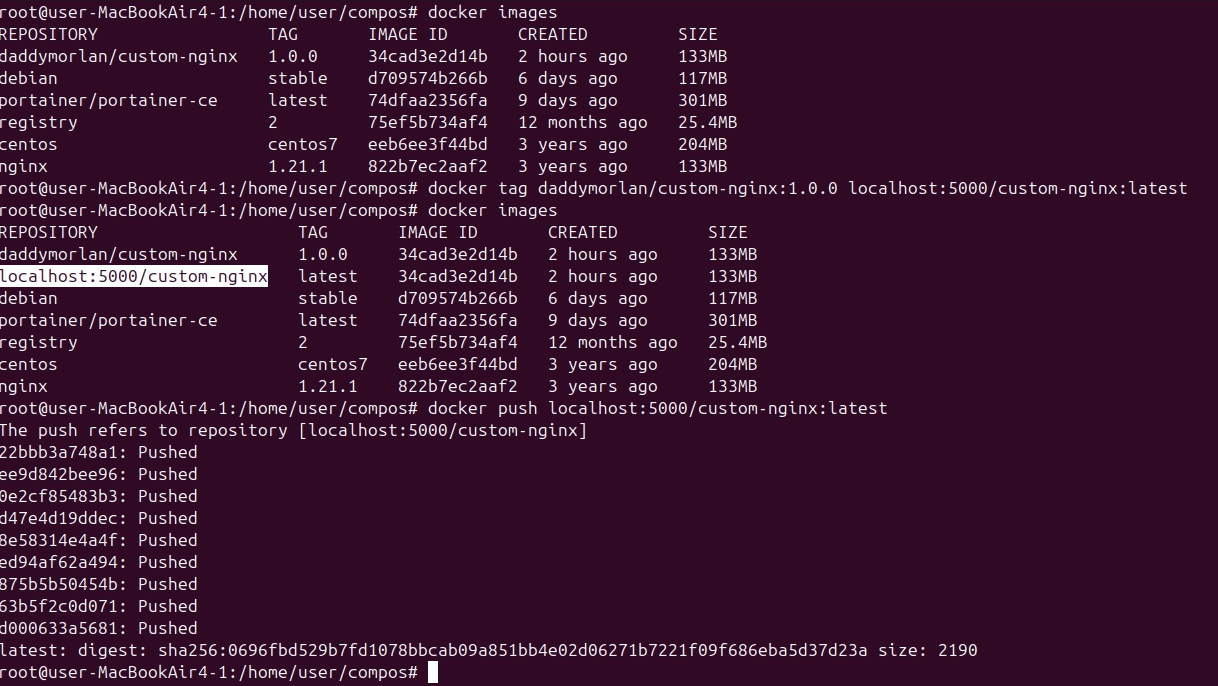 root@user-MacBookAir4-1:/home/user/compos# docker images
REPOSITORY TAG IMAGE ID CREATED SIZE
daddymorlan/custom-nginx 1.0.0 34cad3e2d14b 2 hours ago 133MB
debian stable d709574b266b 6 days ago 117MB
portainer/portainer-ce latest 74dfaa2356fa 9 days ago 301MB
registry 2 75ef5b734af4 12 months ago 25.4MB
centos centos7 eeb6ee3f44bd 3 years ago 204MB
nginx 1.21.1 822b7ec2aaf2 3 years ago 133MB
root@user-MacBookAir4-1:/home/user/compos# docker tag daddymorlan/custom-nginx:1.0.0 localhost:5000/custom-nginx:latest
root@user-MacBookAir4-1:/home/user/compos# docker images
REPOSITORY TAG IMAGE ID CREATED SIZE
daddymorlan/custom-nginx 1.0.0 34cad3e2d14b 2 hours ago 133MB
localhost:5000/custom-nginx latest 34cad3e2d14b 2 hours ago 133MB
debian stable d709574b266b 6 days ago 117MB
portainer/portainer-ce latest 74dfaa2356fa 9 days ago 301MB
registry 2 75ef5b734af4 12 months ago 25.4MB
centos centos7 eeb6ee3f44bd 3 years ago 204MB
nginx 1.21.1 822b7ec2aaf2 3 years ago 133MB
root@user-MacBookAir4-1:/home/user/compos# docker push localhost:5000/custom-nginx:latest
The push refers to repository [localhost:5000/custom-nginx]
22bbb3a748a1: Pushed
ee9d842bee96: Pushed
0e2cf85483b3: Pushed
d47e4d19ddec: Pushed
8e58314e4a4f: Pushed
ed94af62a494: Pushed
875b5b50454b: Pushed
63b5f2c0d071: Pushed
d000633a5681: Pushed
latest: digest: sha256:0696fbd529b7fd1078bbcab09a851bb4e02d06271b7221f09f686eba5d37d23a size: 2190
root@user-MacBookAir4-1:/home/user/compos#